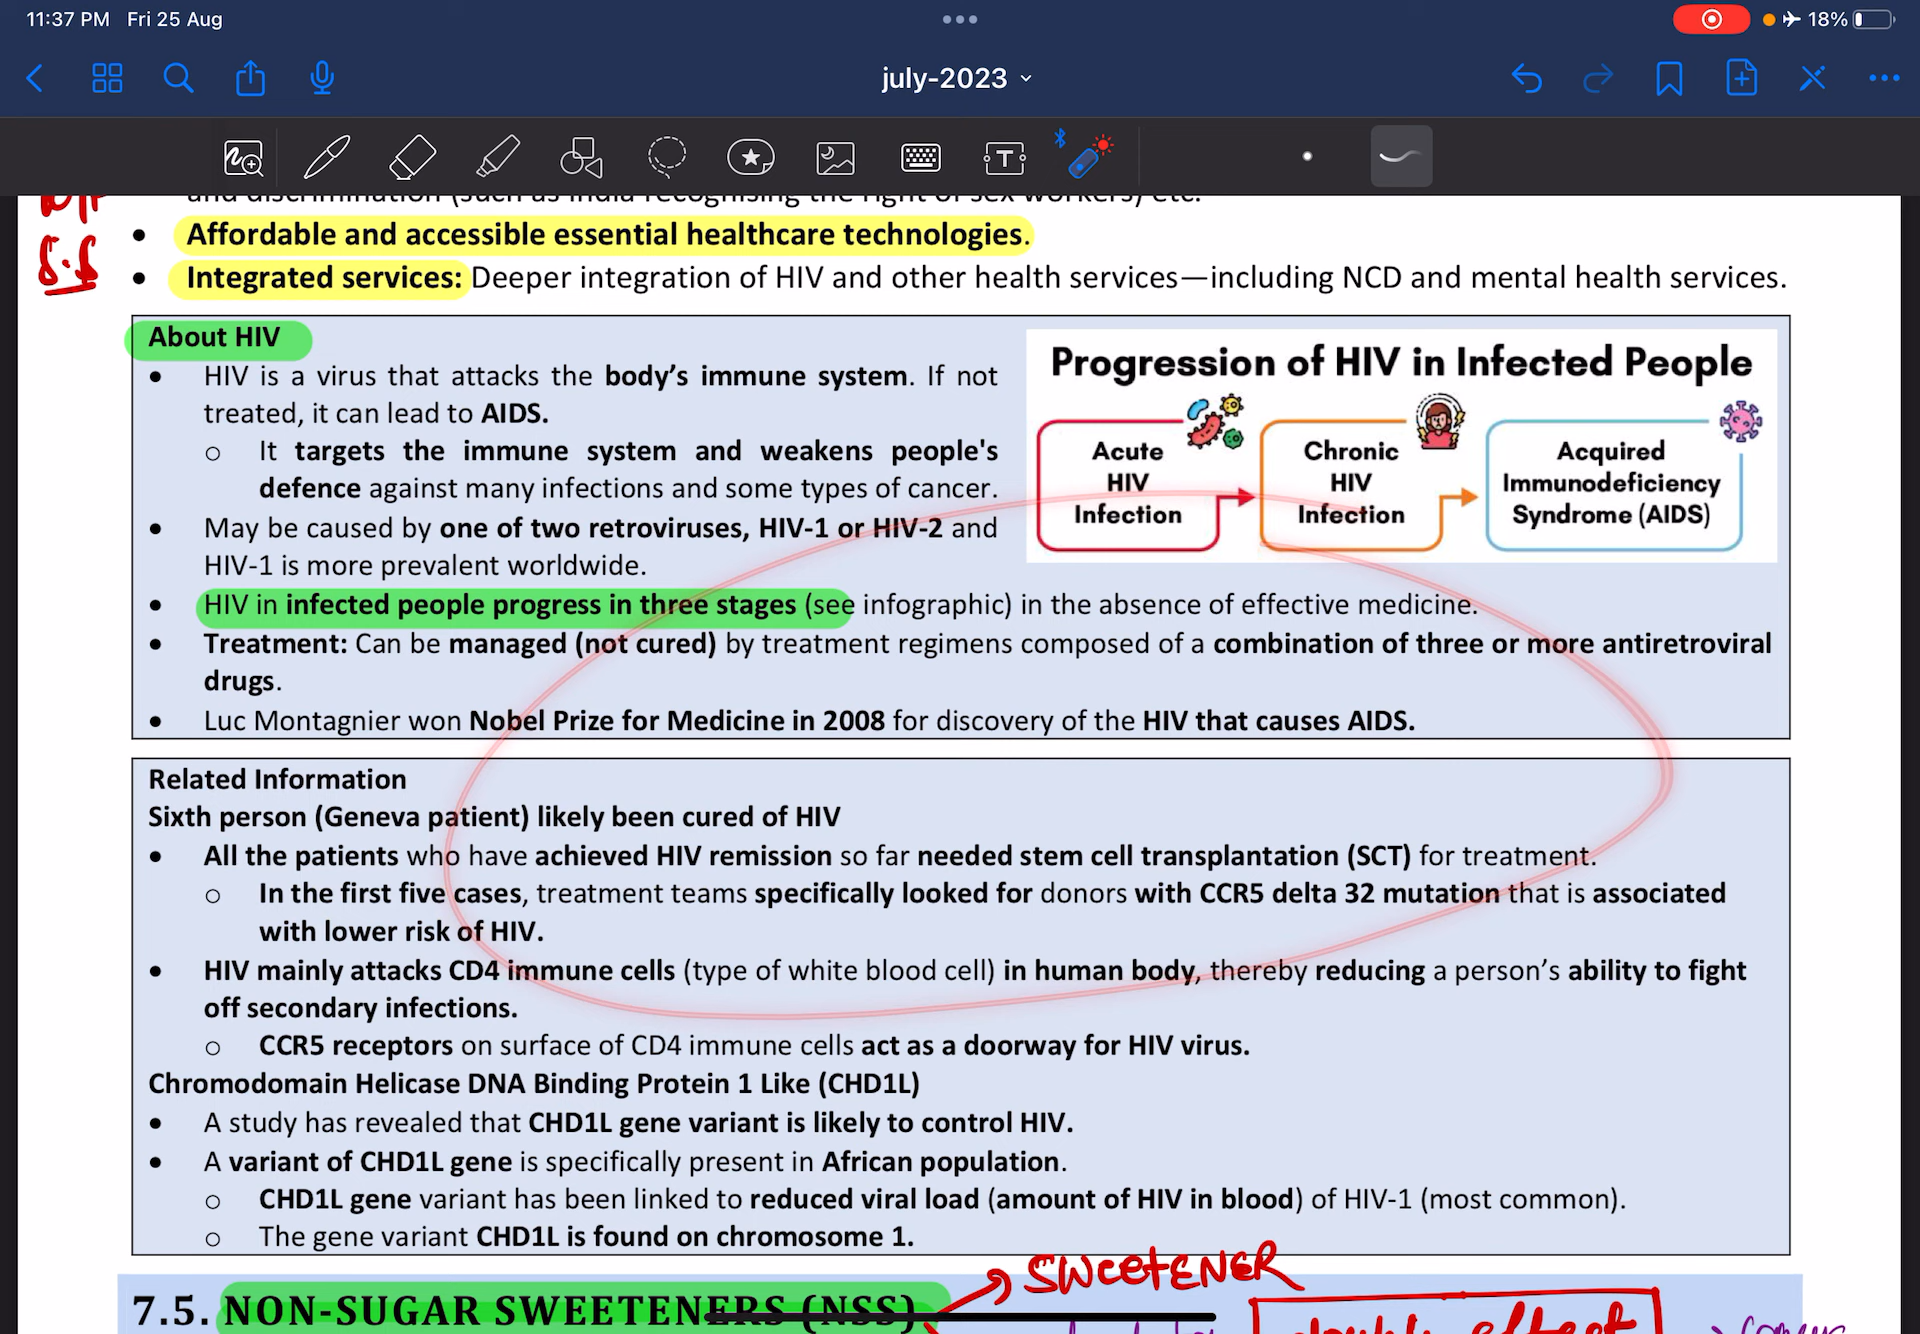 11:37 PM Fri 25 Aug
18%
july-2023
T
and discrimination (such as India recognising the right of sex workers) etc.
• Affordable and accessible essential healthcare technologies.
• Integrated services: Deeper integration of HIV and other health services—including NCD and mental health services.
About HIV
• HIV is a virus that attacks the body's immune system. If not
treated, it can lead to AIDS.
o It targets the immune system and weakens people's
defence against many infections and some types of cancer.
• May be caused by one of two retroviruses, HIV-1 or HIV-2 and
HIV-1 is more prevalent worldwide.
Progression of HIV in Infected People
Acute
HIV
Infection
Chronic
HIV
Infection
Acquired
Immunodeficiency
Syndrome (AIDS)
• HIV in infected people progress in three stages (see infographic) in the absence of effective medicine.
• Treatment: Can be managed (not cured) by treatment regimens composed of a combination of three or more antiretroviral
drugs.
• Luc Montagnier won Nobel Prize for Medicine in 2008 for discovery of the HIV that causes AIDS.
Related Information
Sixth person (Geneva patient) likely been cured of HIV
• All the patients who have achieved HIV remission so far needed stem cell transplantation (SCT) for treatment.
o In the first five cases, treatment teams specifically looked for donors with CCR5 delta 32 mutation that is associated
with lower risk of HIV.
• HIV mainly attacks CD4 immune cells (type of white blood cell) in human body, thereby reducing a person's ability to fight
off secondary infections.
o CCR5 receptors on surface of CD4 immune cells act as a doorway for HIV virus.
Chromodomain Helicase DNA Binding Protein 1 Like (CHD1L)
• A study has revealed that CHD1L gene variant is likely to control HIV.
• A variant of CHD1L gene is specifically present in African population.
o CHD1L gene variant has been linked to reduced viral load (amount of HIV in blood) of HIV-1 (most common).
o The gene variant CHD1L is found on chromosome 1.
SWEETENER
7.5. NON-SUGAR SWEETENERS (NSS)